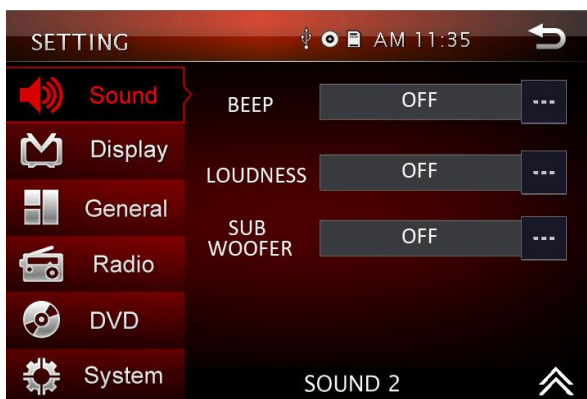 SETTING AM 11:35
Sound
Display
General
Radio
DVD
System
BEEP OFF ---
LOUDNESS OFF ---
SUB
WOOFER OFF ---
SOUND 2